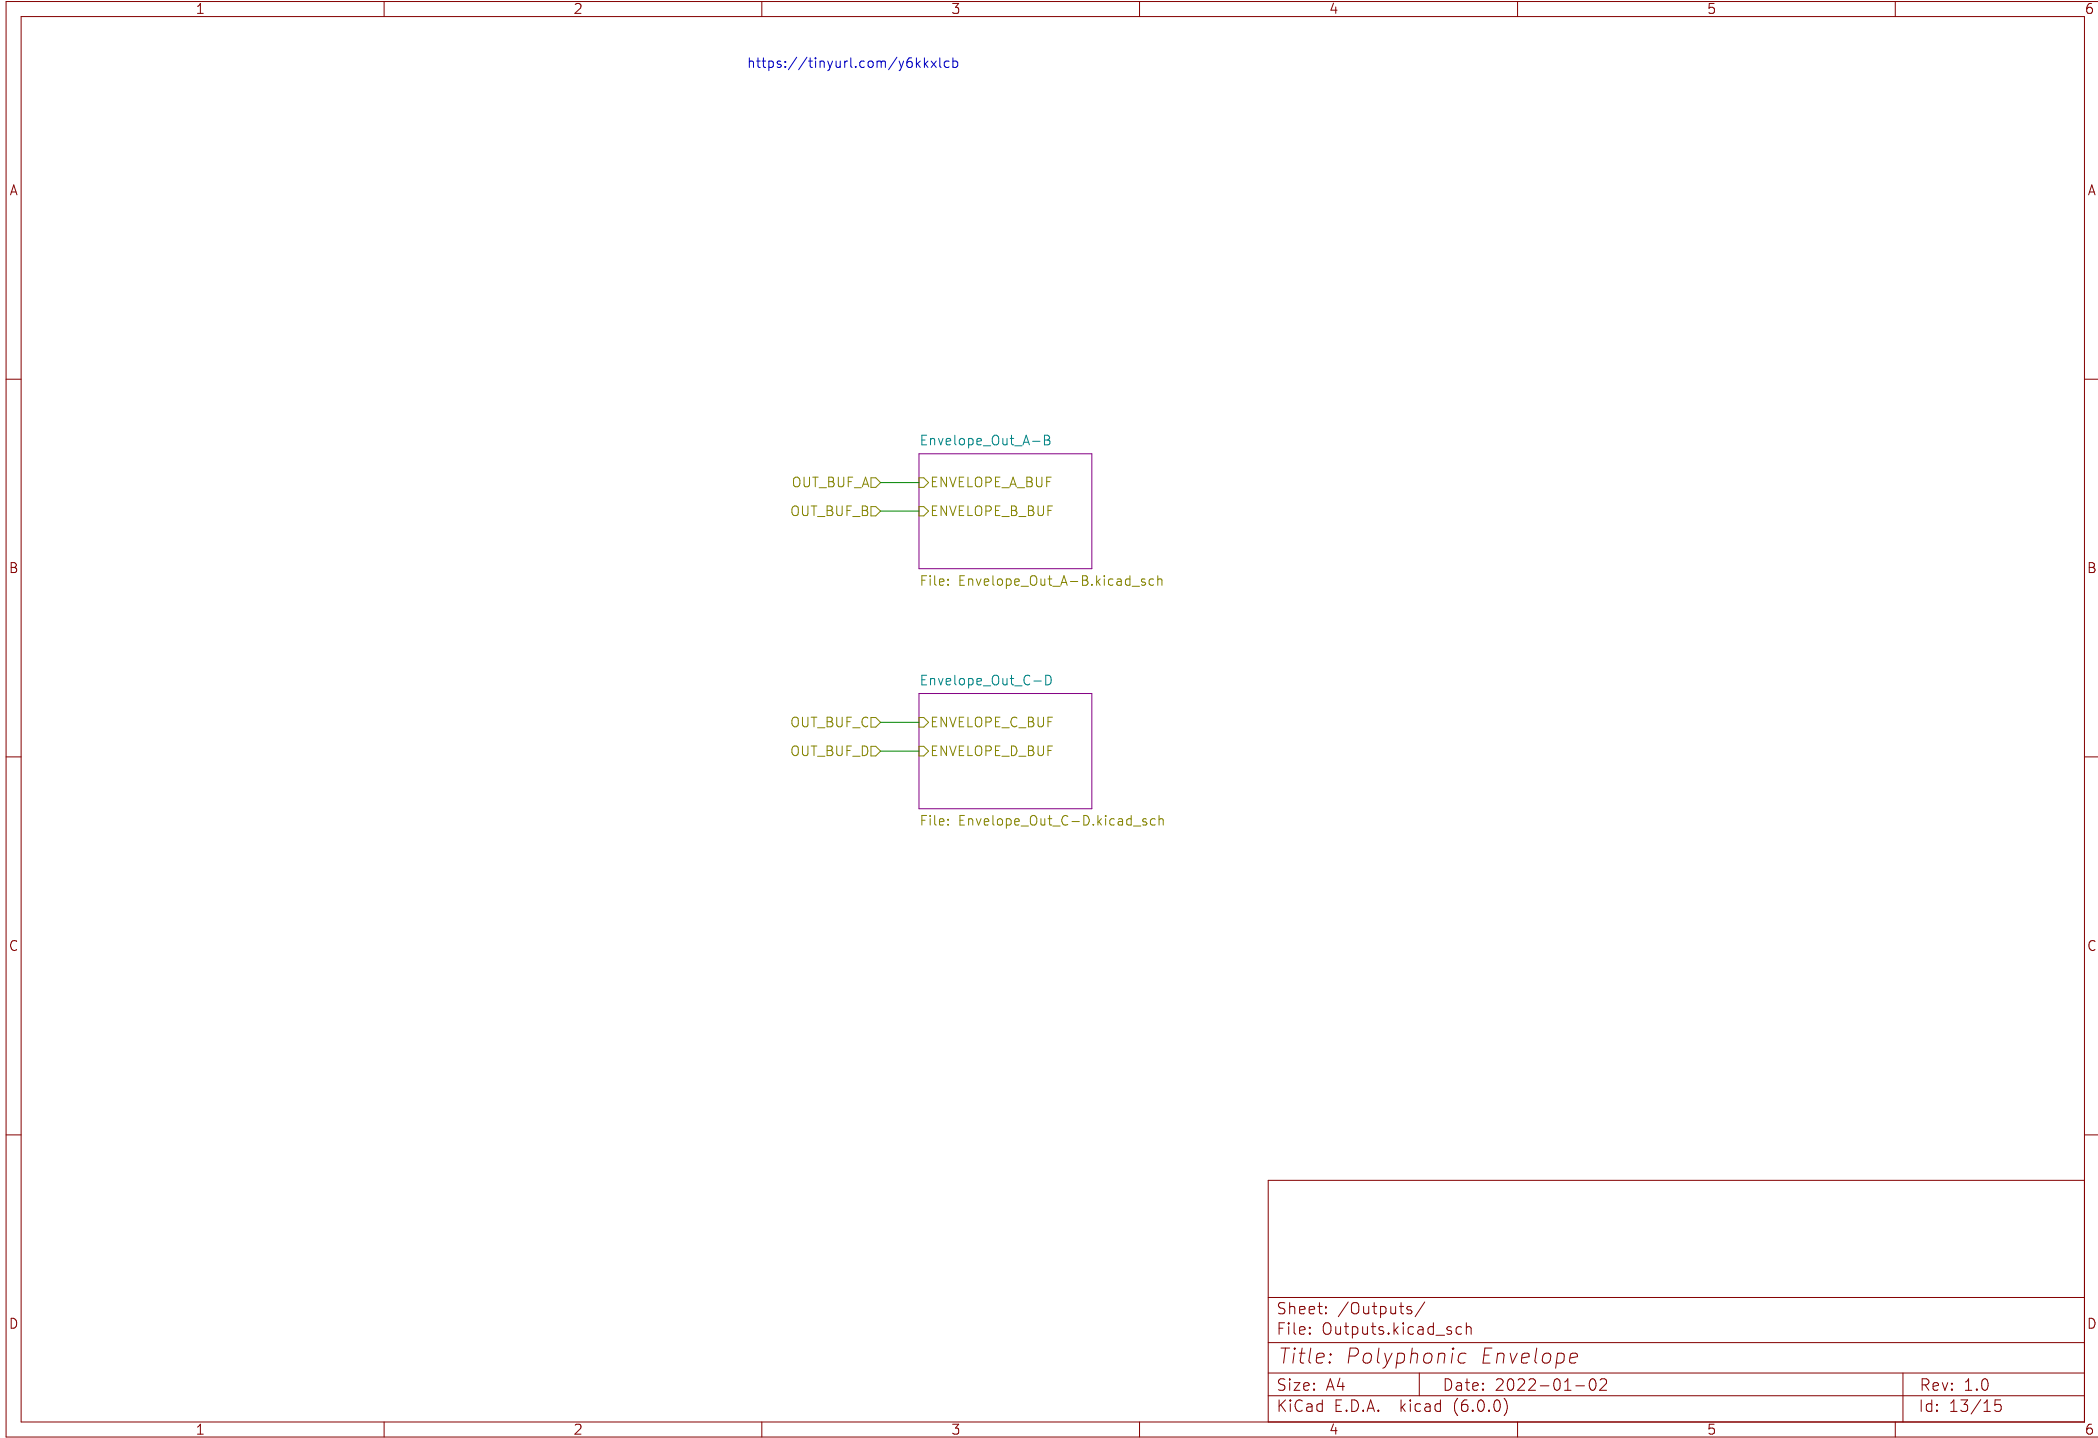 1 2 3 4 5 6
https://tinyurl.com/y6kkxlcb
A A
Envelope_Out_A-B
OUT_BUF_A ENVELOPE_A_BUF
OUT_BUF_B ENVELOPE_B_BUF
B B
File: Envelope_Out_A-B.kicad_sch
Envelope_Out_C-D
OUT_BUF_C ENVELOPE_C_BUF
OUT_BUF_D ENVELOPE_D_BUF
File: Envelope_Out_C-D.kicad_sch
C C
Sheet: /Outputs/
D D
File: Outputs.kicad_sch
Title: Polyphonic Envelope
Size: A4 Date: 2022-01-02 Rev: 1.0
KiCad E.D.A. kicad (6.0.0) Id: 13/15
1 2 3 4 5 6